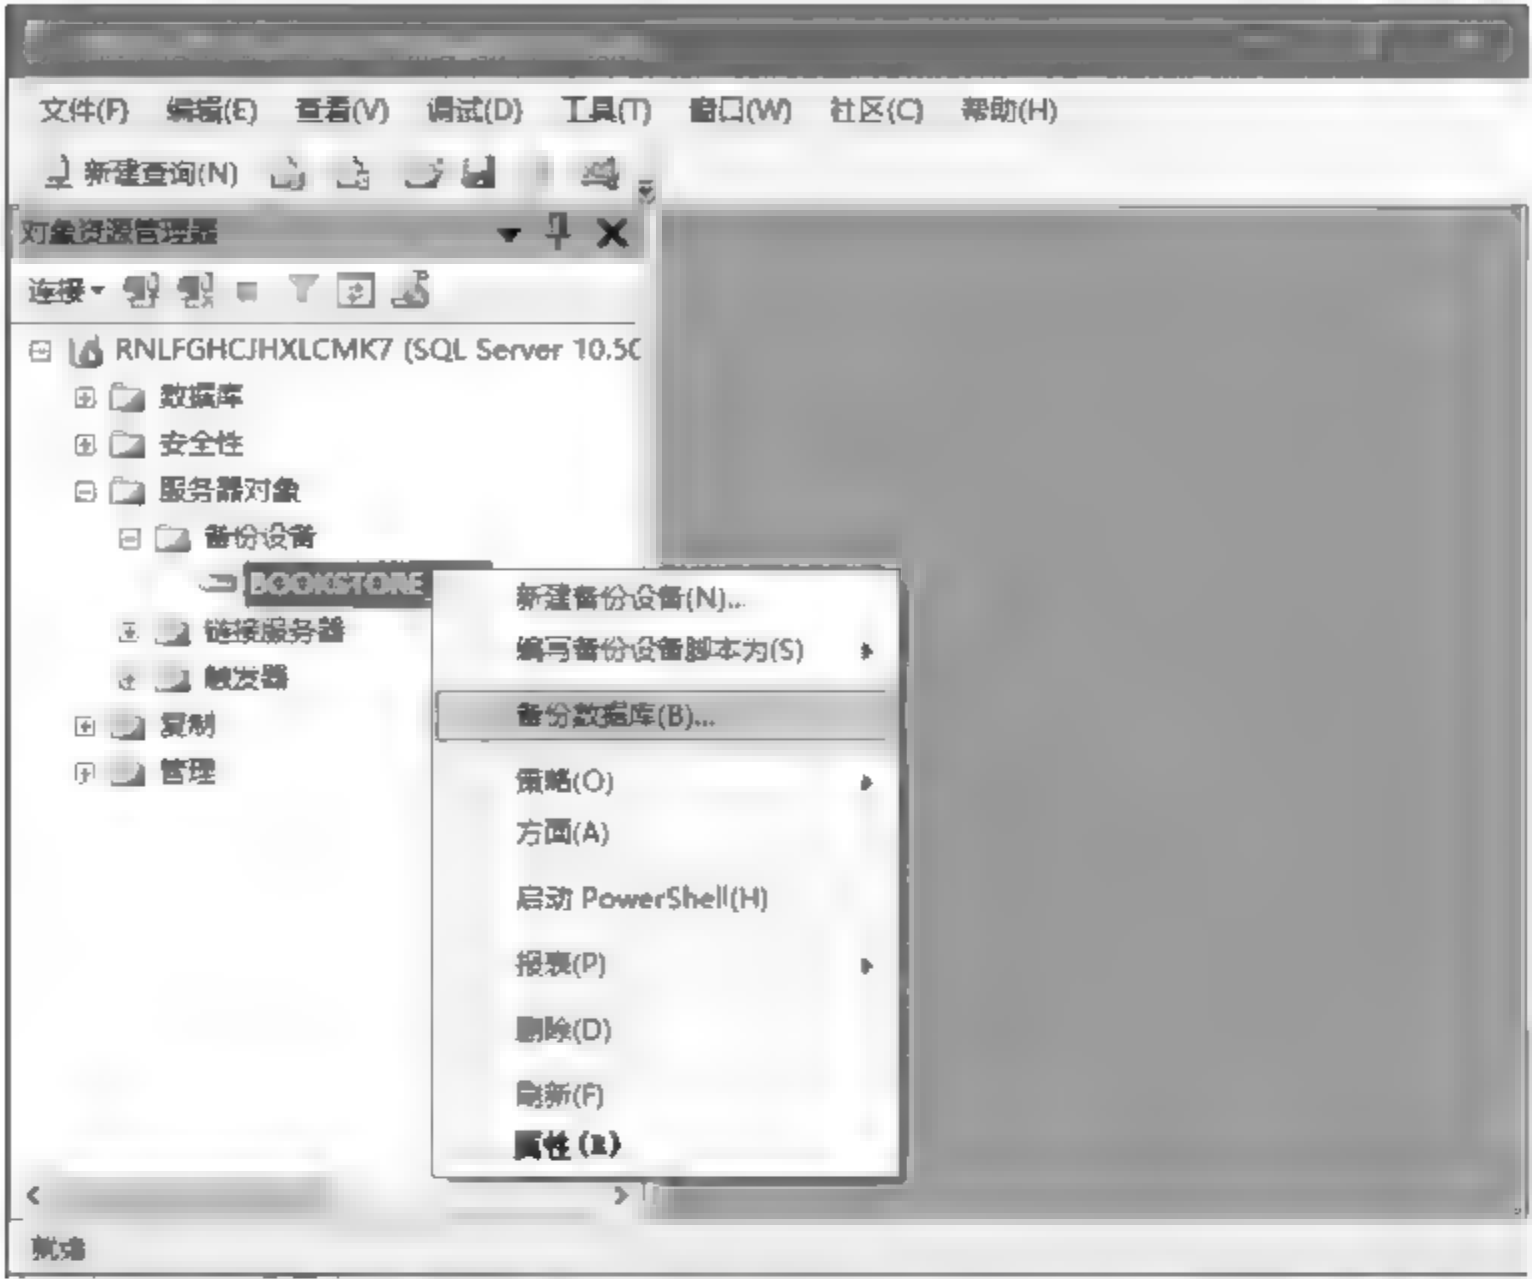 文件(F) 编辑(E) 查看(V) 调试(D) 工具(T) 窗口(W) 社区(C) 帮助(H)
新建查询(N)
对象资源管理器
连接
RNLFGHCJHXLCMK7 (SQL Server 10.50
数据库
安全性
服务器对象
备份设备
BOOKSTORE
链接服务器
触发器
复制
管理
新建备份设备(N)...
编写备份设备脚本为(S)
备份数据库(B)...
策略(O)
方面(A)
启动 PowerShell(H)
报表(P)
删除(D)
刷新(F)
属性(R)
就绪